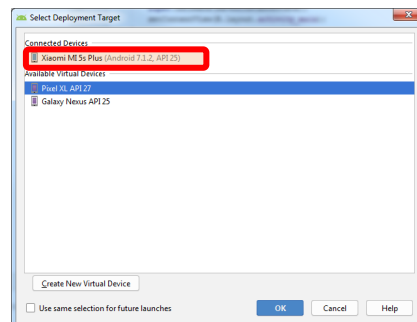 Select Deployment Target
Connected Devices
Xiaomi MI 5s Plus (Android 7.1.2, API 25)
Available Virtual Devices
Pixel XL API 27
Galaxy Nexus API 25
Create New Virtual Device
Use same selection for future launches
OK
Cancel
Help